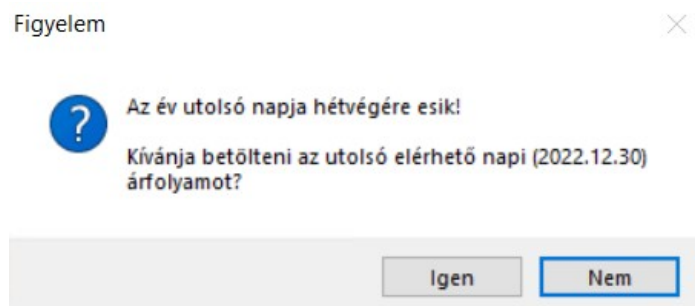 Figyelem
Az év utolsó napja hétvégére esik!
Kívánja betölteni az utolsó elérhető napi (2022.12.30)
árfolyamot?
Igen
Nem